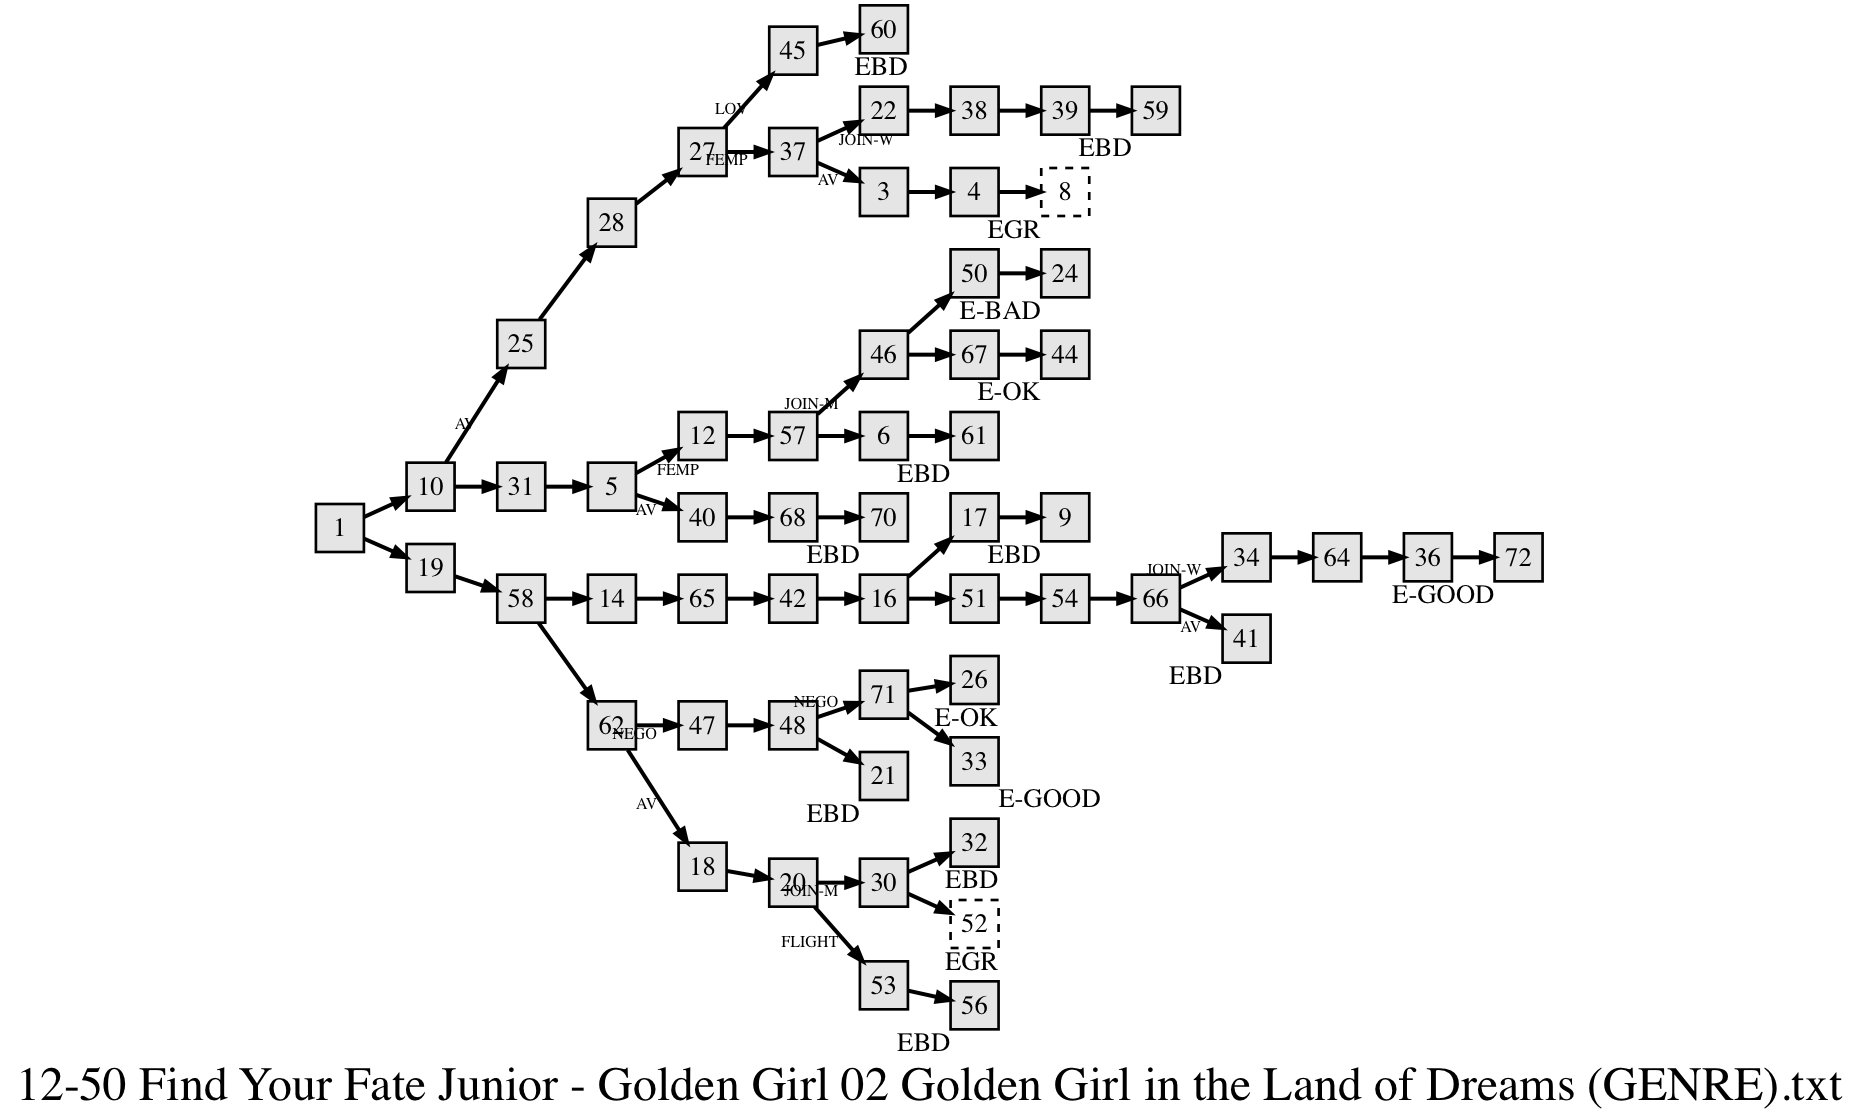 60
45
EBD
LOV
22
38
39
59
27
FEMP
37
JOIN-W
EBD
AV
3
4
8
EGR
28
50
24
E-BAD
25
46
67
44
E-OK
JOIN-M
AV
12
57
6
61
FEMP
EBD
10
31
5
AV
40
68
70
17
9
1
EBD
EBD
19
34
64
36
72
JOIN-W
58
14
65
42
16
51
54
66
E-GOOD
AV
41
EBD
26
71
NEGO
E-OK
62
NEGO
47
48
33
21
E-GOOD
AV
EBD
32
18
20
JOIN-M
30
EBD
52
FLIGHT
EGR
53
56
EBD
12-50 Find Your Fate Junior - Golden Girl 02 Golden Girl in the Land of Dreams (GENRE).txt